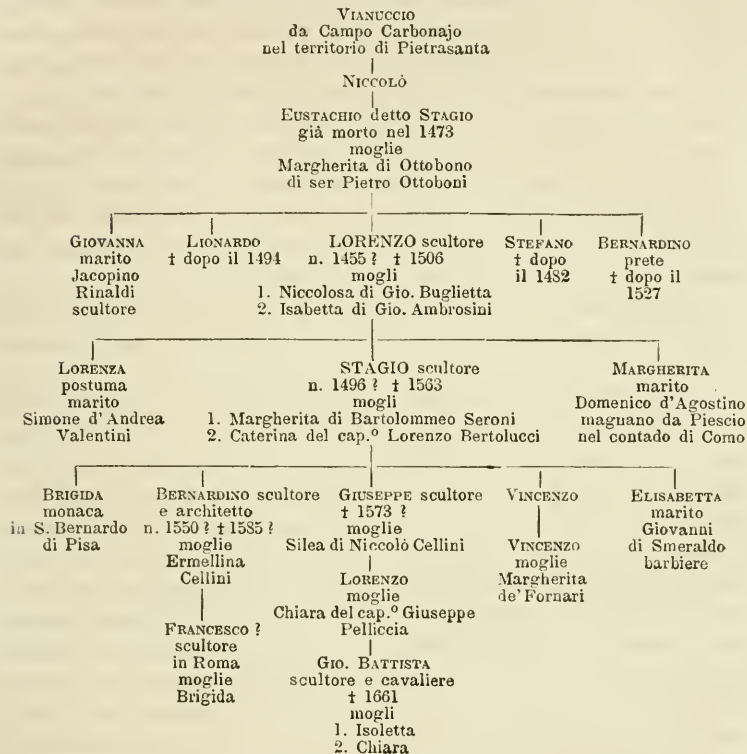 VIANUCCIO
da Campo Carbonajo
nel territorio di Pietrasanta
NICCOLÒ
EUSTACHIO detto STAGIO
già morto nel 1473
moglie
Margherita di Ottobono
di ser Pietro Ottoboni
GIOVANNA
marito
Jacopino
Rinaldi
scultore
LIONARDO
† dopo il 1494
LORENZO scultore
n. 1455? † 1506
mogli
1. Niccolosa di Gio. Buglietta
2. Isabetta di Gio. Ambrosini
STEFANO
† dopo
il 1482
BERNARDINO
prete
† dopo il
1527
LORENZA
postuma
marito
Simone d'Andrea
Valentini
STAGIO scultore
n. 1496? † 1563
mogli
1. Margherita di Bartolommeo Seroni
2. Caterina del cap.º Lorenzo Bertolucci
MARGHERITA
marito
Domenico d'Agostino
magnano da Piescio
nel contado di Como
BRIGIDA
monaca
in S. Bernardo
di Pisa
BERNARDINO scultore
e architetto
n. 1550? † 1585?
moglie
Ermellina
Cellini
FRANCESCO?
scultore
in Roma
moglie
Brigida
GIUSEPPE scultore
† 1573?
moglie
Silea di Niccolò Cellini
LORENZO
moglie
Chiara del cap.º Giuseppe
Pelliccia
GIO. BATTISTA
scultore e cavaliere
† 1661
mogli
1. Isoletta
2. Chiara
VINCENZO
VINCENZO
moglie
Margherita
de' Fornari
ELISABETTA
marito
Giovanni
di Smeraldo
barbiere